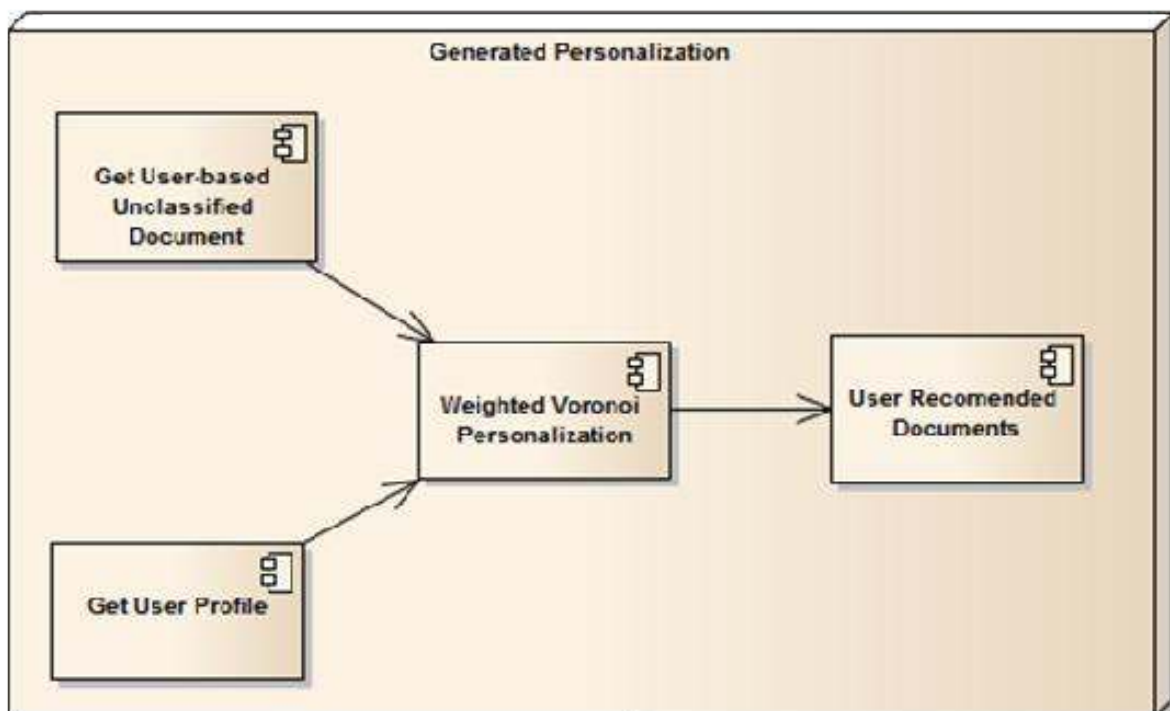 Generated Personalization
Get User-based
Unclassified
Document
Weighted Voronoi
Personalization
User Recomended
Documents
Get User Profile